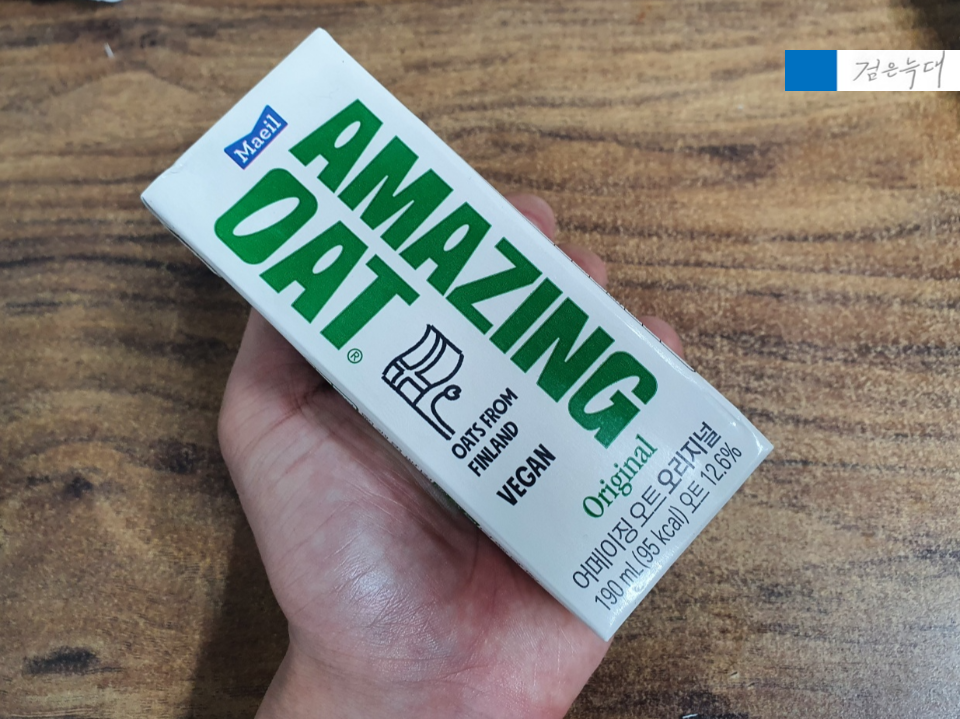 검은늑대
Maeil
AMAZING
OAT®
OATS FROM
FINLAND
VEGAN
Original
어메이징 오트 오리지널
190 mL(95 kcal) 오트 12.6%